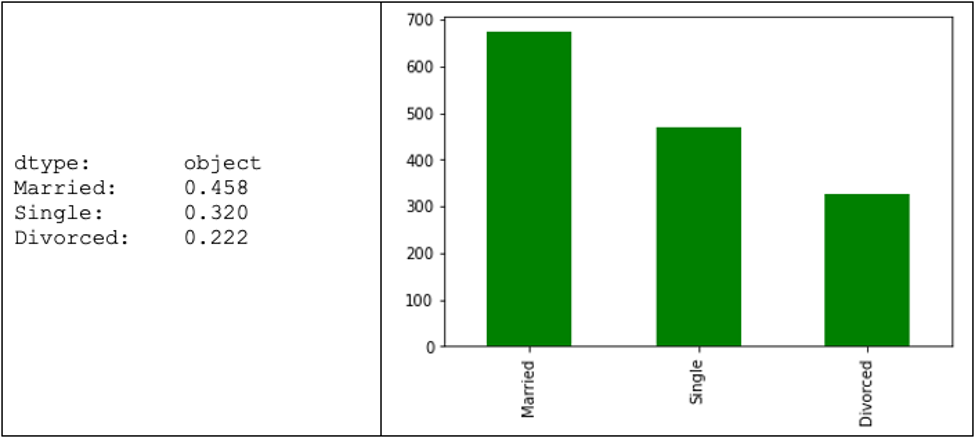 dtype: object
Married: 0.458
Single: 0.320
Divorced: 0.222
700
600
500
400
300
200
100
0
Married
Single
Divorced